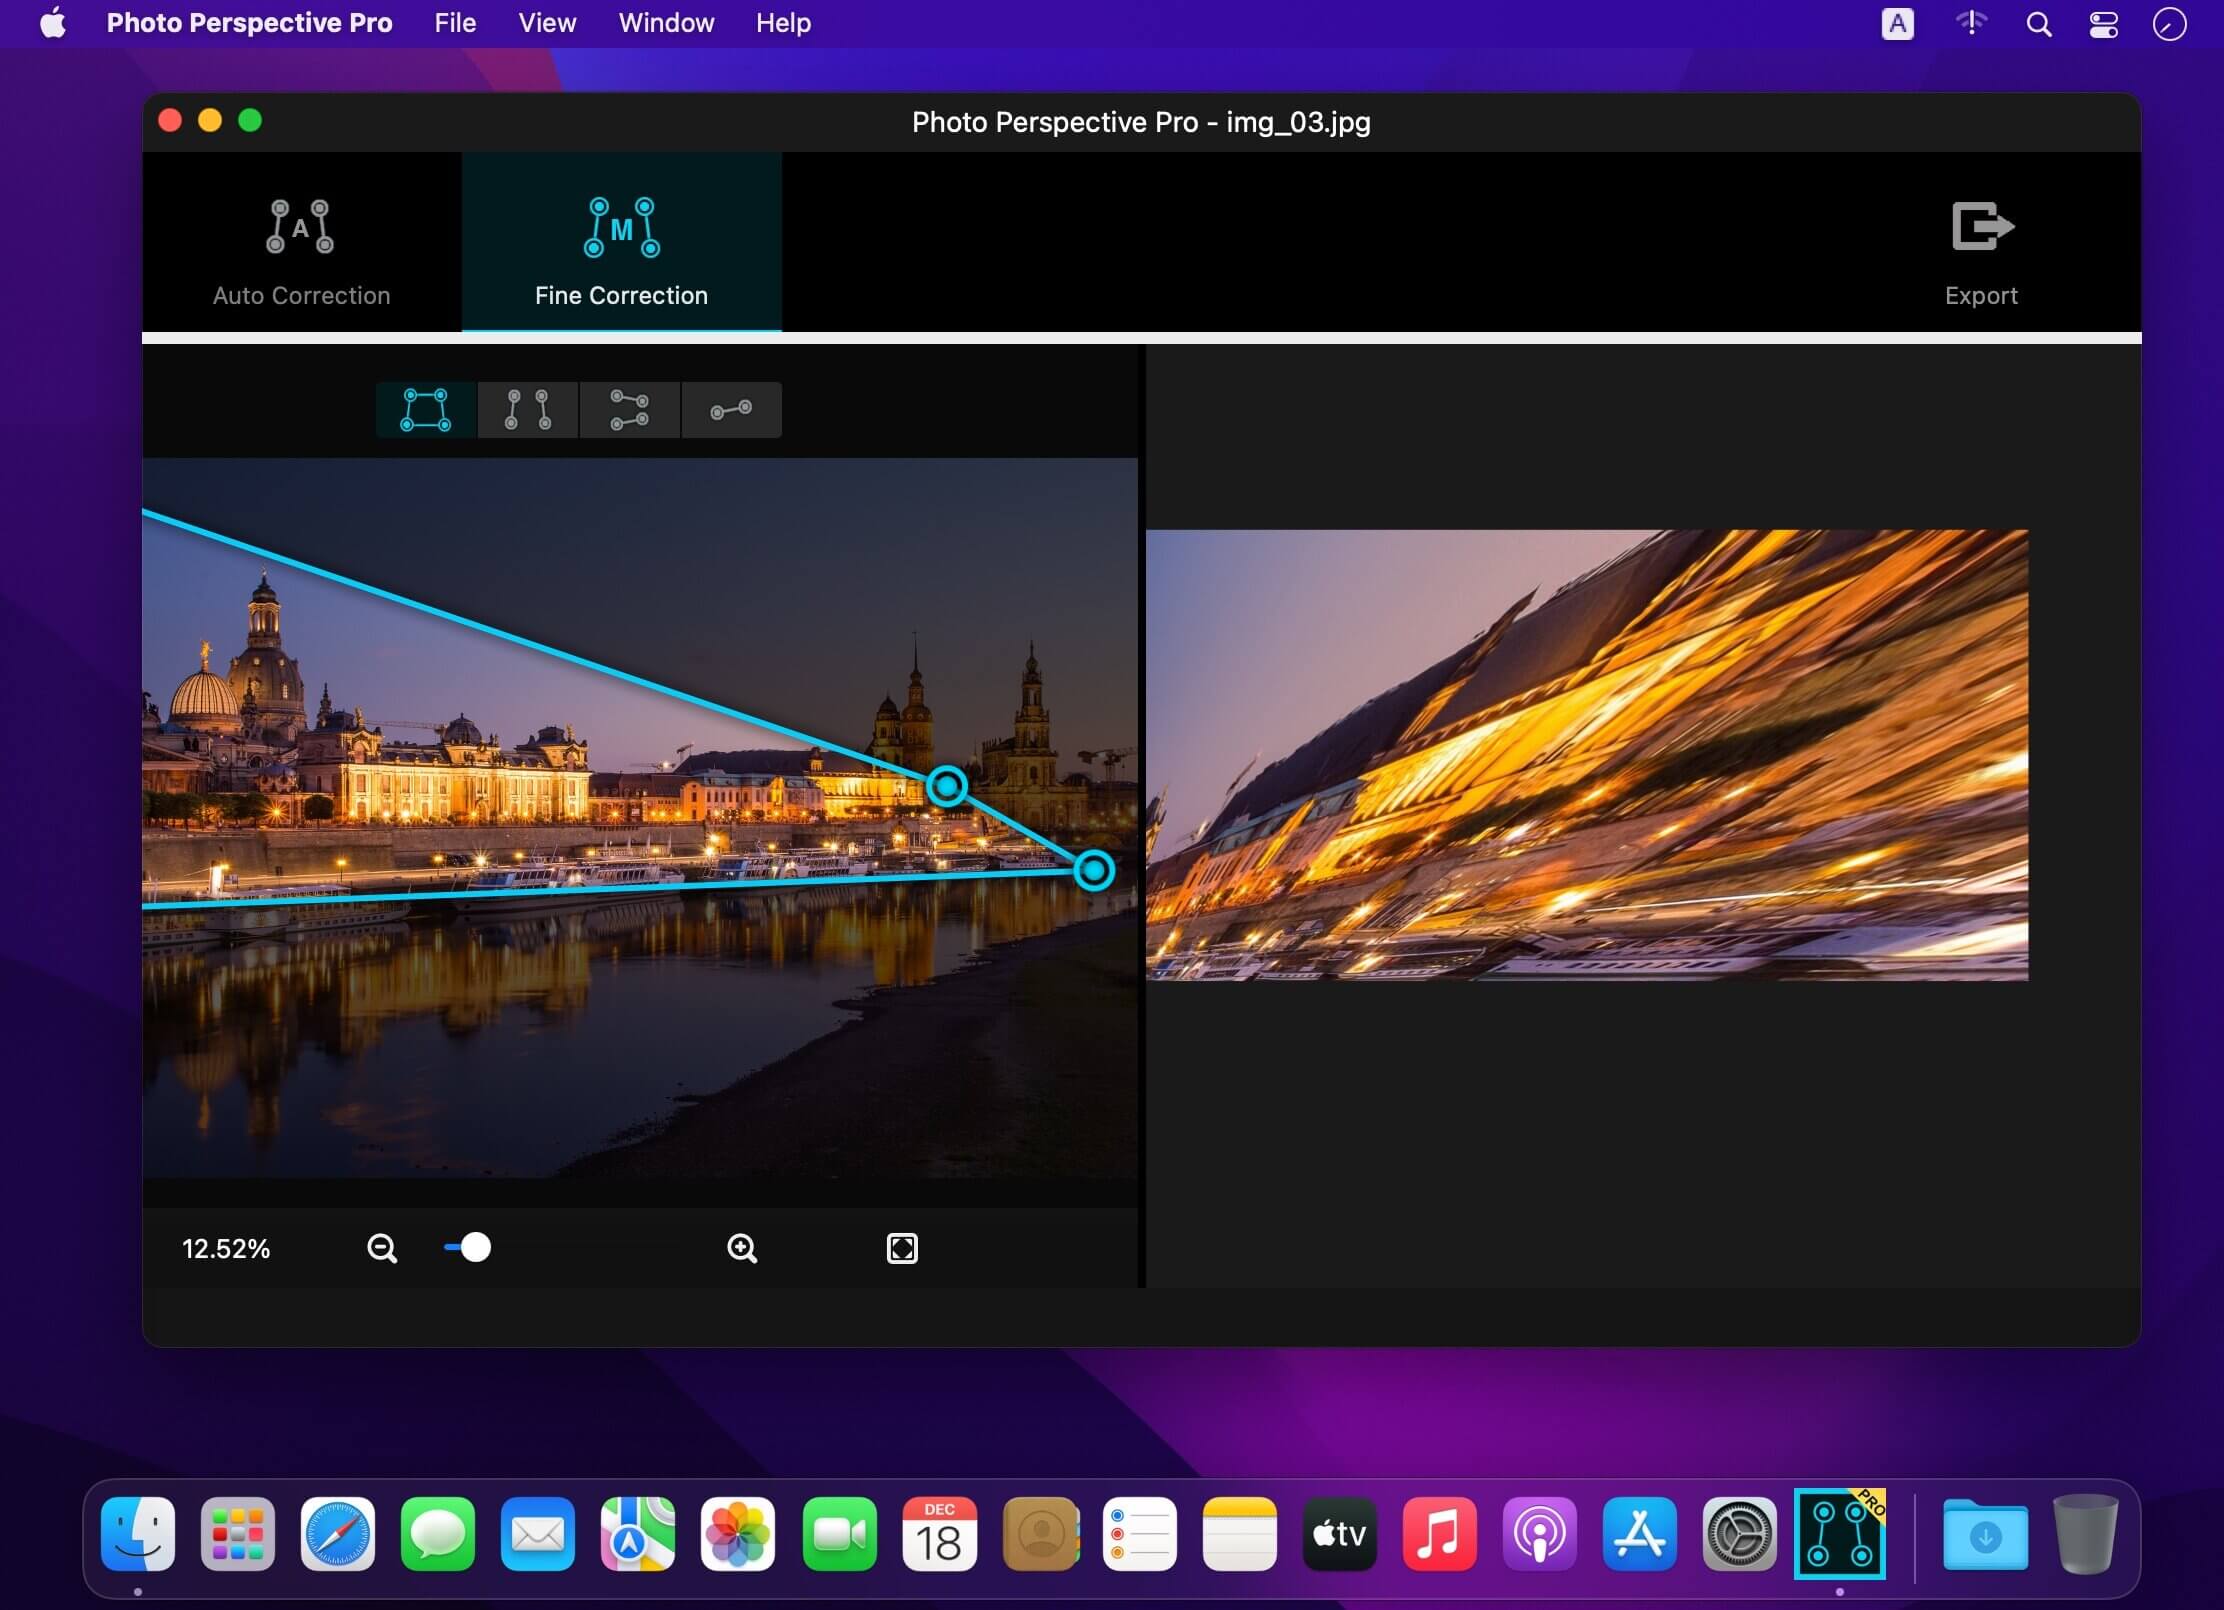 Photo Perspective Pro File View Window Help A
Photo Perspective Pro - img_03.jpg
A M
Auto Correction Fine Correction Export
12.52%
DEC
18
tv
PRO